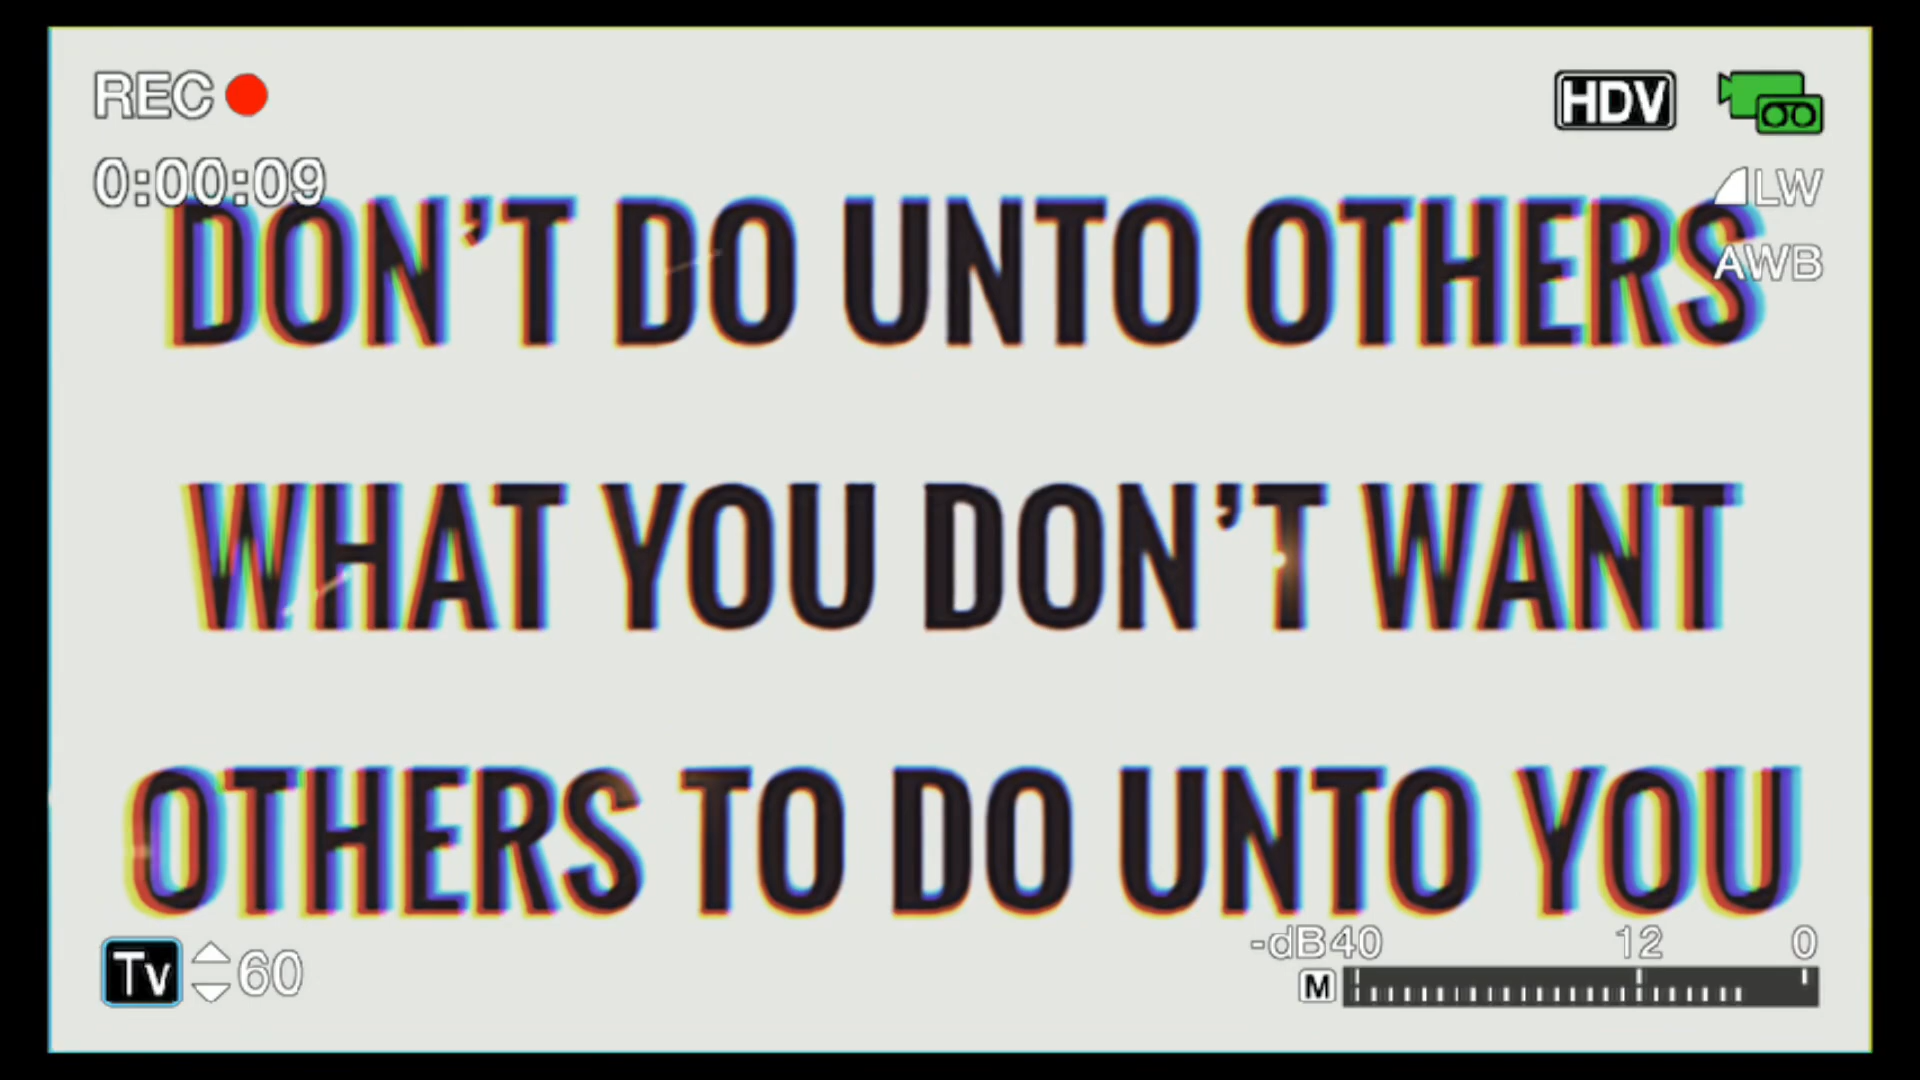 REC
HDV
0:00:09
LW
DON'T DO UNTO OTHERS
AWB
WHAT YOU DON'T WANT
OTHERS TO DO UNTO YOU
Tv 60
-dB40 12 0
M